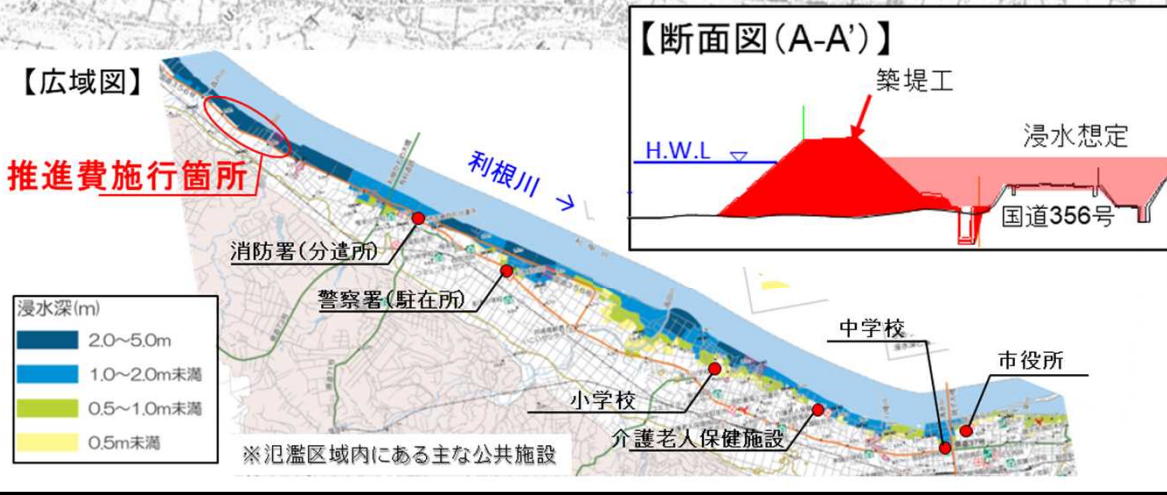 【広域図】
推進費施行箇所
利根川 →
消防署(分遣所)
警察署(駐在所)
小学校
介護老人保健施設
中学校
市役所
浸水深(m)
2.0～5.0m
1.0～2.0m未満
0.5～1.0m未満
0.5m未満
※氾濫区域内にある主な公共施設
【断面図(A-A')】
築堤工
H.W.L
浸水想定
国道356号